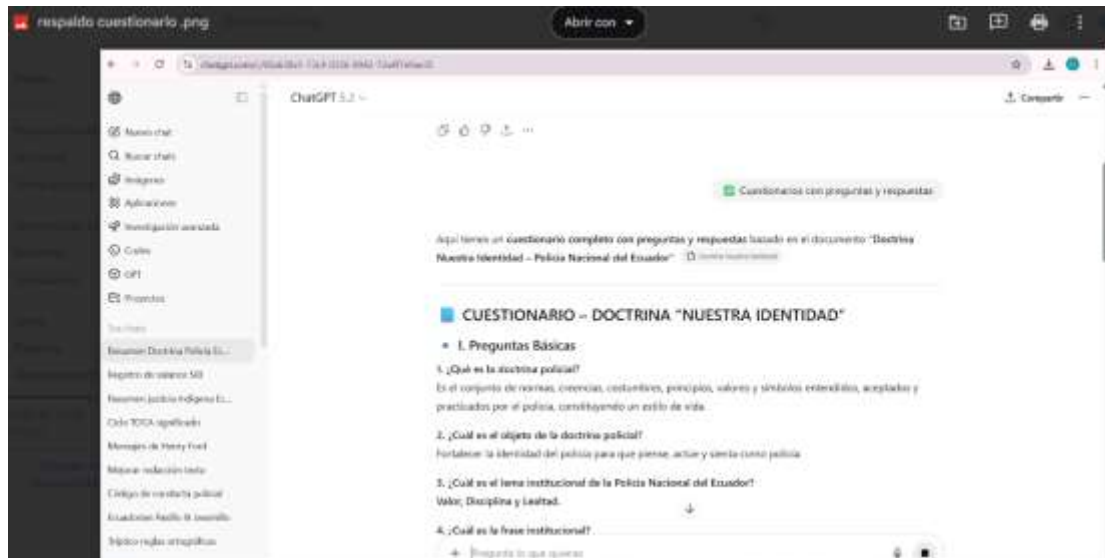 respaldo cuestionario .png
Abrir con
ChatGPT 5.2
Compartir
Nuevo chat
Buscar chats
Imágenes
Aplicaciones
Investigación avanzada
Codex
GPT
Proyectos
Resumen Doctrina Policía Ec...
Registro de valance SIII
Resumen justicia indígena Ec...
Ciclo TOTCA significado
Mensajes de Henry Ford
Mejorar redacción texto
Código de conducta policial
Tríptico reglas ortográficas
Cuestionarios con preguntas y respuestas
Aquí tienes un cuestionario completo con preguntas y respuestas basado en el documento "Doctrina
Nuestra Identidad – Policía Nacional del Ecuador"
CUESTIONARIO – DOCTRINA "NUESTRA IDENTIDAD"
I. Preguntas Básicas
1. ¿Qué es la doctrina policial?
Es el conjunto de normas, creencias, costumbres, principios, valores y símbolos entendidos, aceptados y
practicados por el policía, constituyendo un estilo de vida.
2. ¿Cuál es el objeto de la doctrina policial?
Fortalecer la identidad del policía para que piense, actúe y sienta como policía.
3. ¿Cuál es el lema institucional de la Policía Nacional del Ecuador?
Valor, Disciplina y Lealtad.
4. ¿Cuál es la frase institucional?
Pregunta lo que quieras